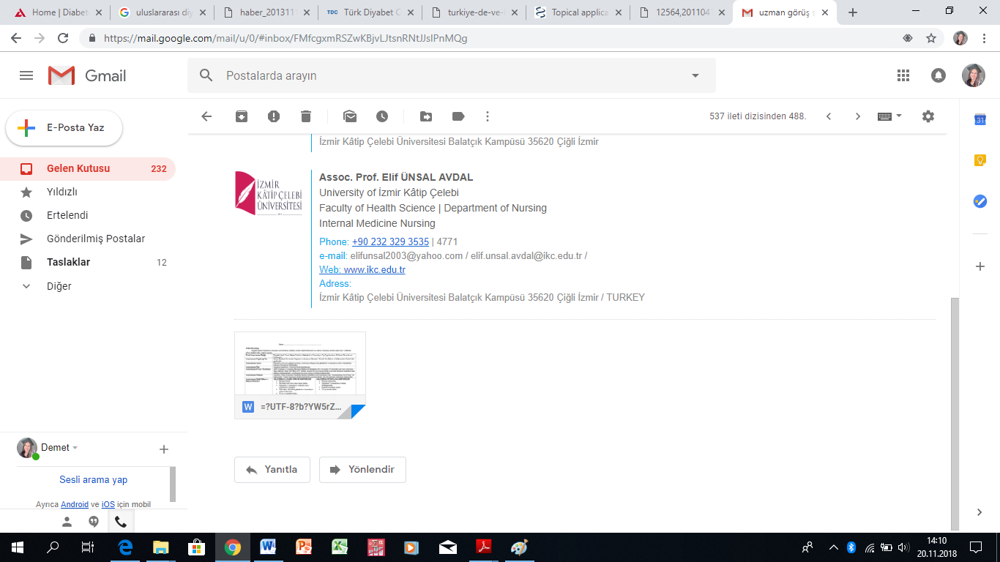 Home | Diabet
uluslararası diy
haber_201311
TDC Türk Diyabet C
turkiye-de-ve-
Topical applica
12564,201104
uzman görüş s
https://mail.google.com/mail/u/0/#inbox/FMfcgxmRSZwKBjvLJtsnRNtJJslPnMQg
Gmail
Postalarda arayın
E-Posta Yaz
537 ileti dizisinden 488.
31
Gelen Kutusu 232
Yıldızlı
Ertelendi
Gönderilmiş Postalar
Taslaklar 12
Diğer
İzmir Kâtip Çelebi Üniversitesi Balatçık Kampüsü 35620 Çiğli İzmir
İZMİR
KÂTİP ÇELEBİ
ÜNİVERSİTESİ
Assoc. Prof. Elif ÜNSAL AVDAL
University of İzmir Kâtip Çelebi
Faculty of Health Science | Department of Nursing
Internal Medicine Nursing
Phone: +90 232 329 3535 | 4771
e-mail: elifunsal2003@yahoo.com / elif.unsal.avdal@ikc.edu.tr /
Web: www.ikc.edu.tr
Adress:
İzmir Kâtip Çelebi Üniversitesi Balatçık Kampüsü 35620 Çiğli İzmir / TURKEY
W =?UTF-8?b?YW5rZ...
Yanıtla
Yönlendir
Demet
Sesli arama yap
Ayrıca Android ve iOS için mobil
14:10
20.11.2018